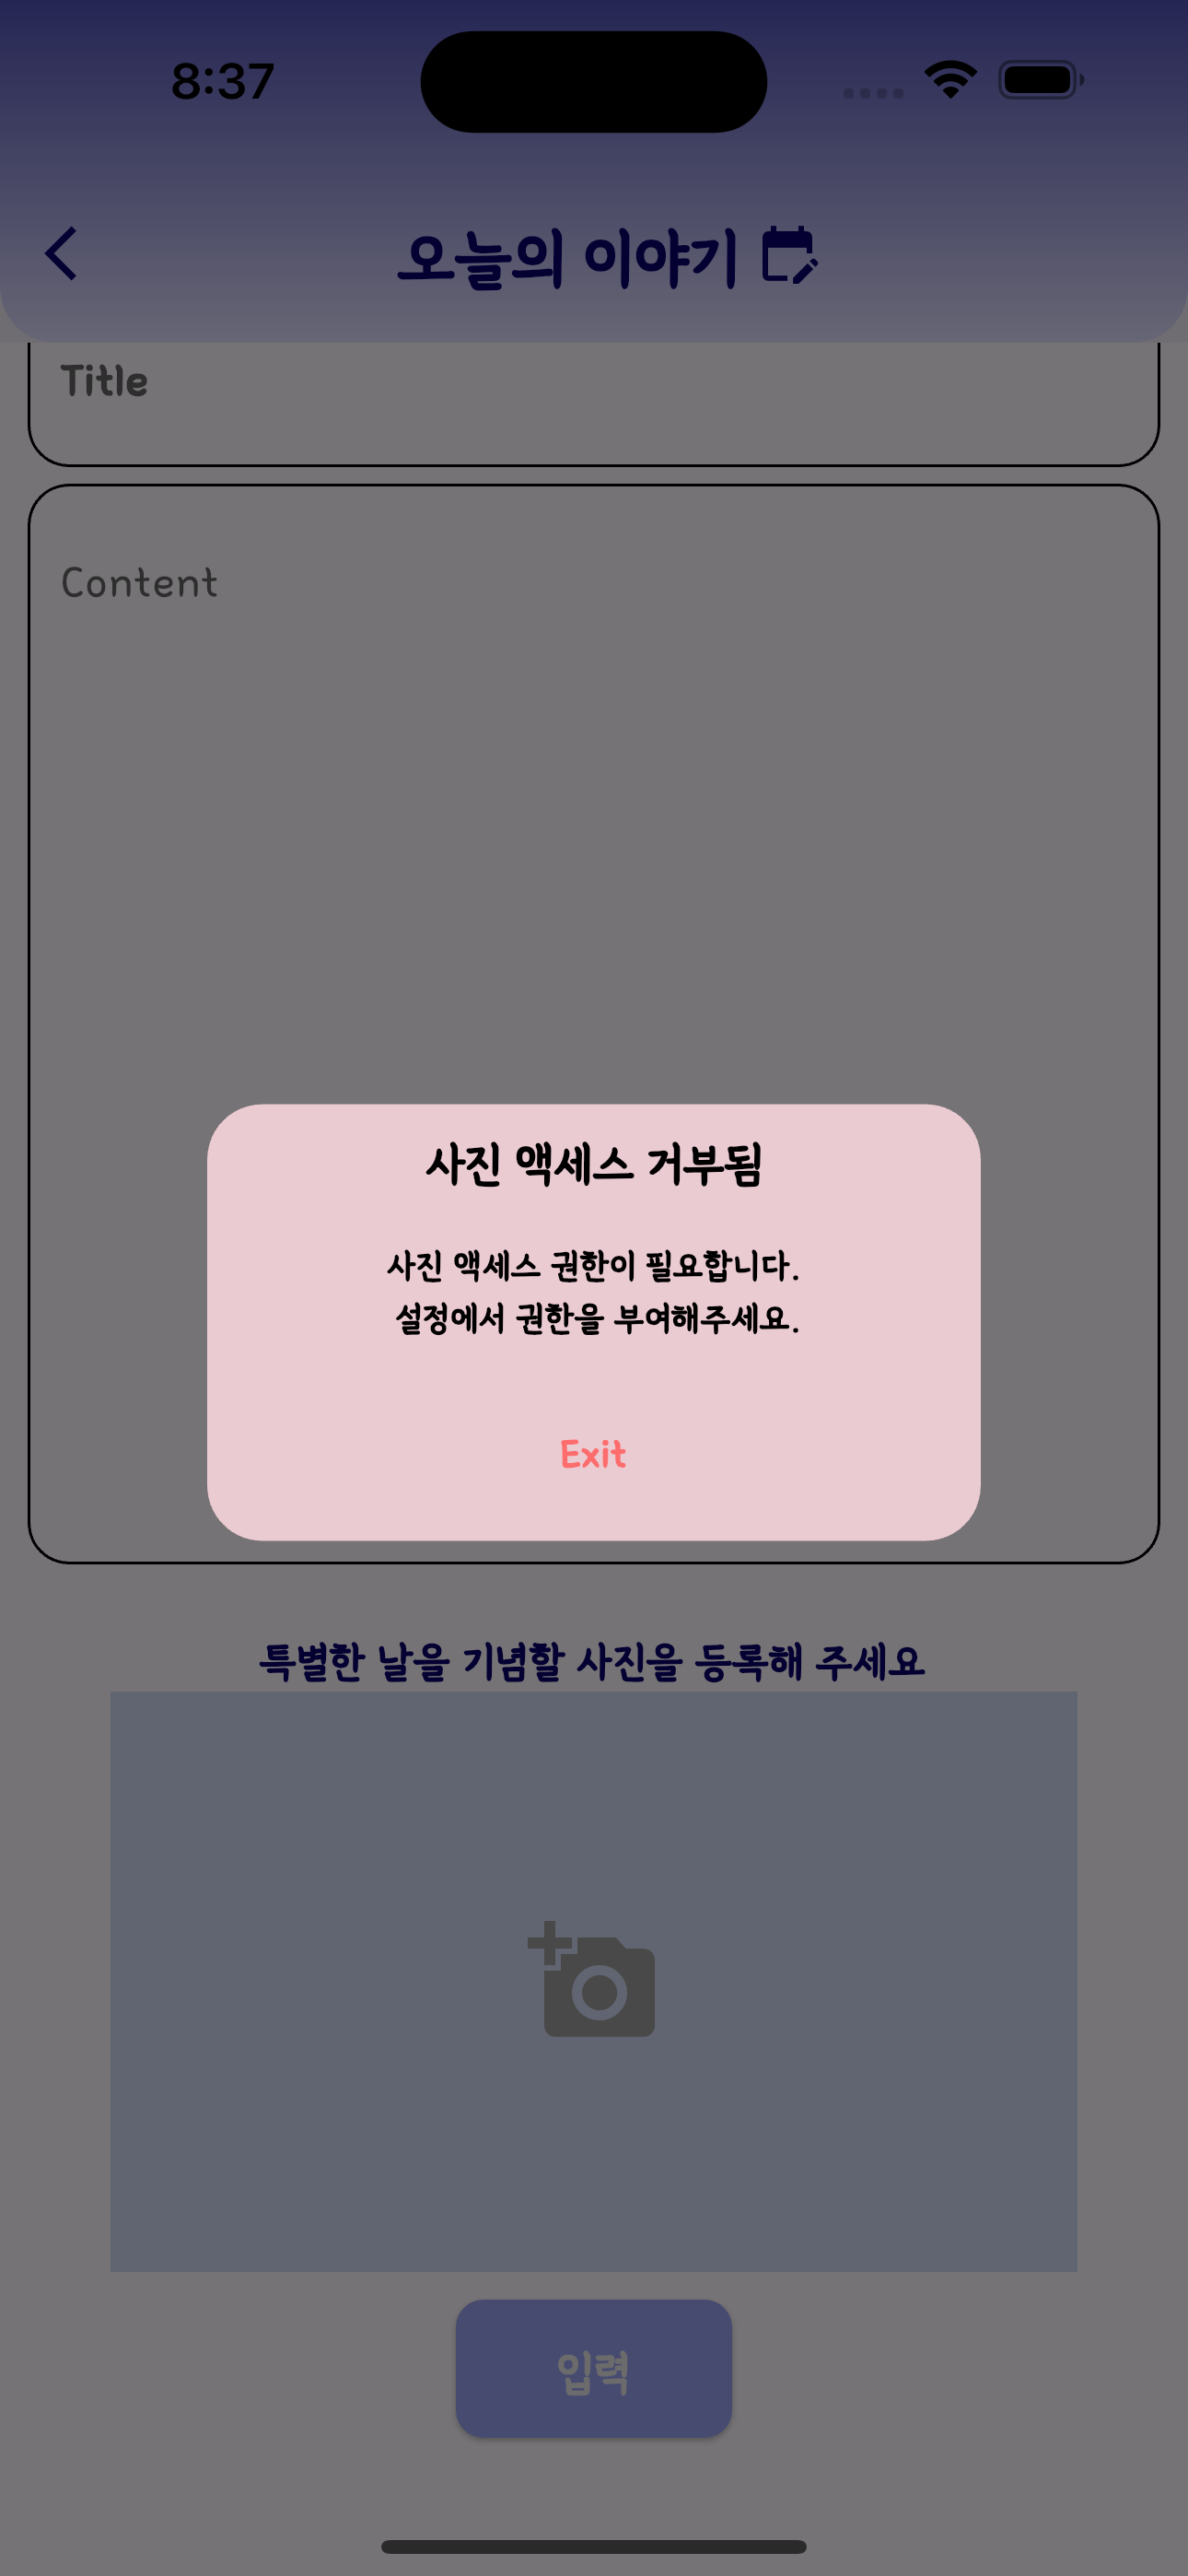 8:37
오늘의 이야기
Title
Content
사진 액세스 거부됨
사진 액세스 권한이 필요합니다.
설정에서 권한을 부여해주세요.
Exit
특별한 날을 기념할 사진을 등록해 주세요
입력